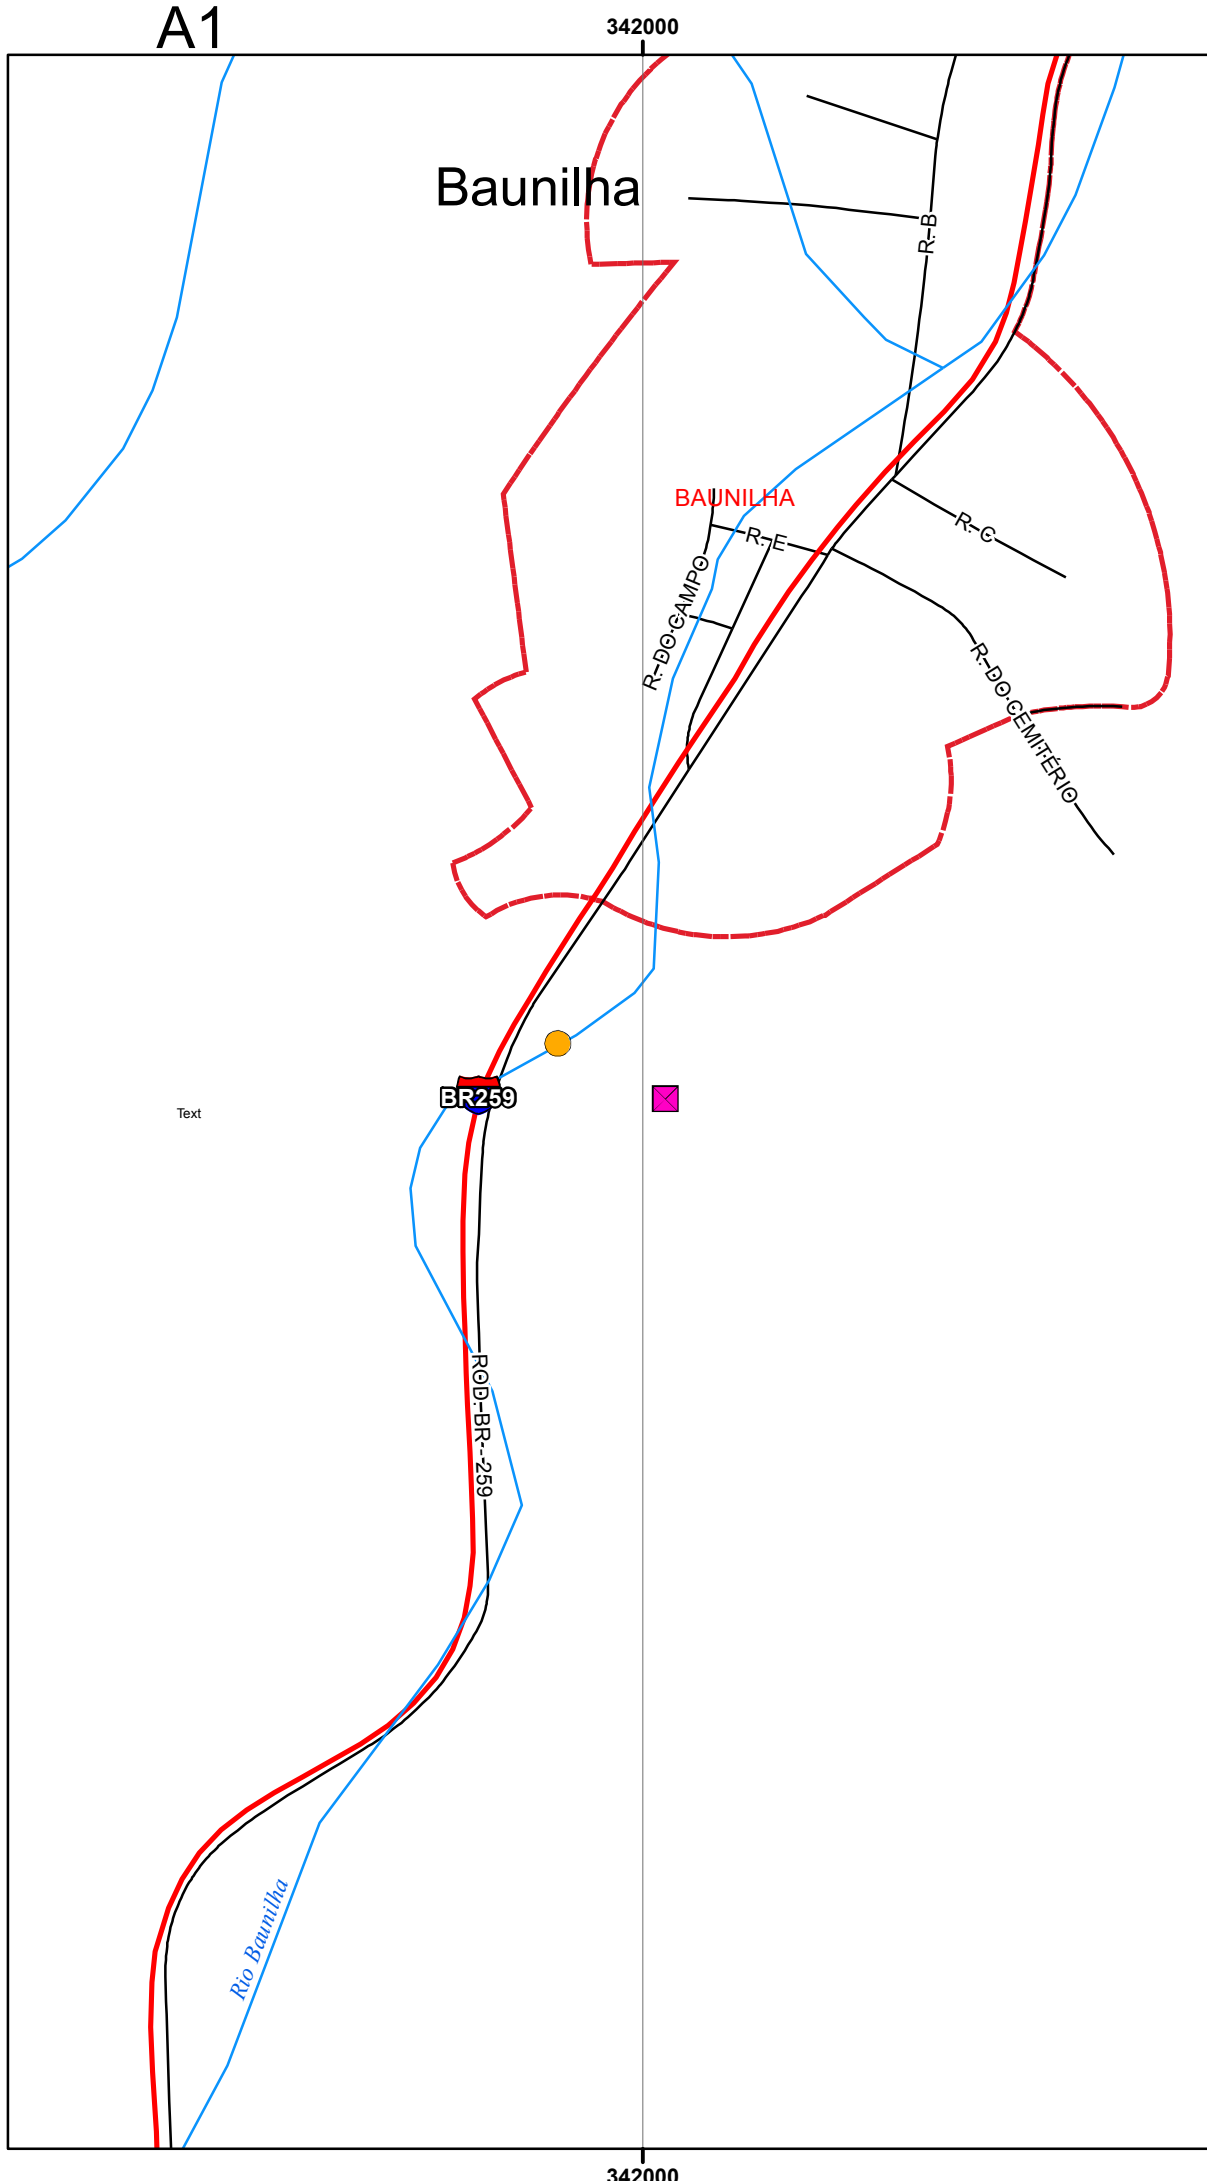 A1
342000
Baunilha
R. B
BAUNILHA
R. E
R. C
R. DO CAMPO
R. DO CEMITÉRIO
BR259
Text
ROD. BR - 259
Rio Baunilha
342000